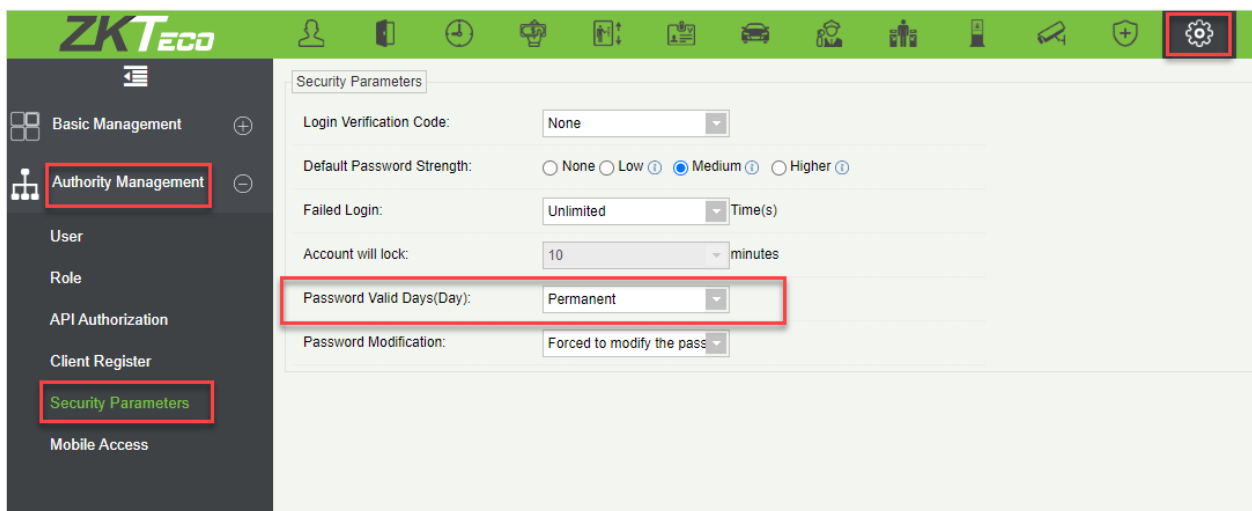 ZKTECO
Basic Management
Authority Management
User
Role
API Authorization
Client Register
Security Parameters
Mobile Access
Security Parameters
Login Verification Code: None
Default Password Strength: None Low Medium Higher
Failed Login: Unlimited Time(s)
Account will lock: 10 minutes
Password Valid Days(Day): Permanent
Password Modification: Forced to modify the pass